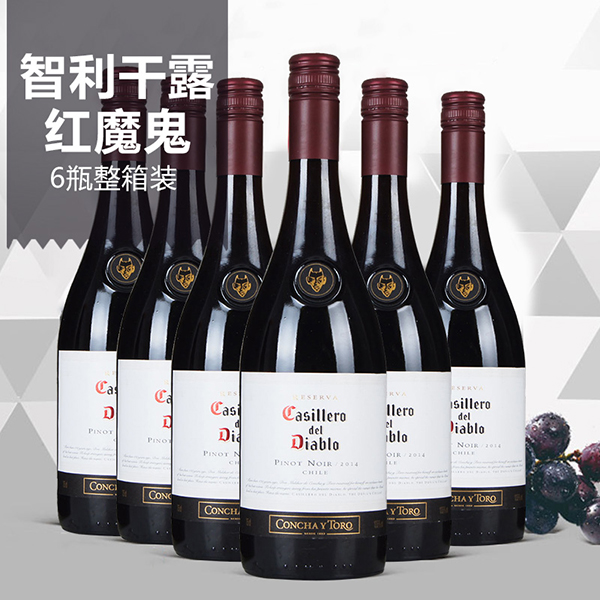 智利干露
红魔鬼
6瓶整箱装
RESERVA
Casillero
del
Diablo
PINOT NOIR / 2014
CHILE
CONCHA Y TORO